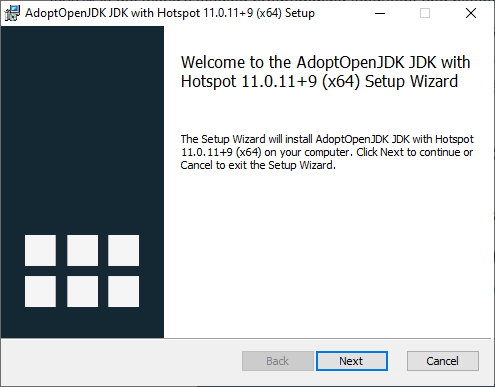 AdoptOpenJDK JDK with Hotspot 11.0.11+9 (x64) Setup
Welcome to the AdoptOpenJDK JDK with
Hotspot 11.0.11+9 (x64) Setup Wizard
The Setup Wizard will install AdoptOpenJDK JDK with Hotspot
11.0.11+9 (x64) on your computer. Click Next to continue or
Cancel to exit the Setup Wizard.
Back Next Cancel